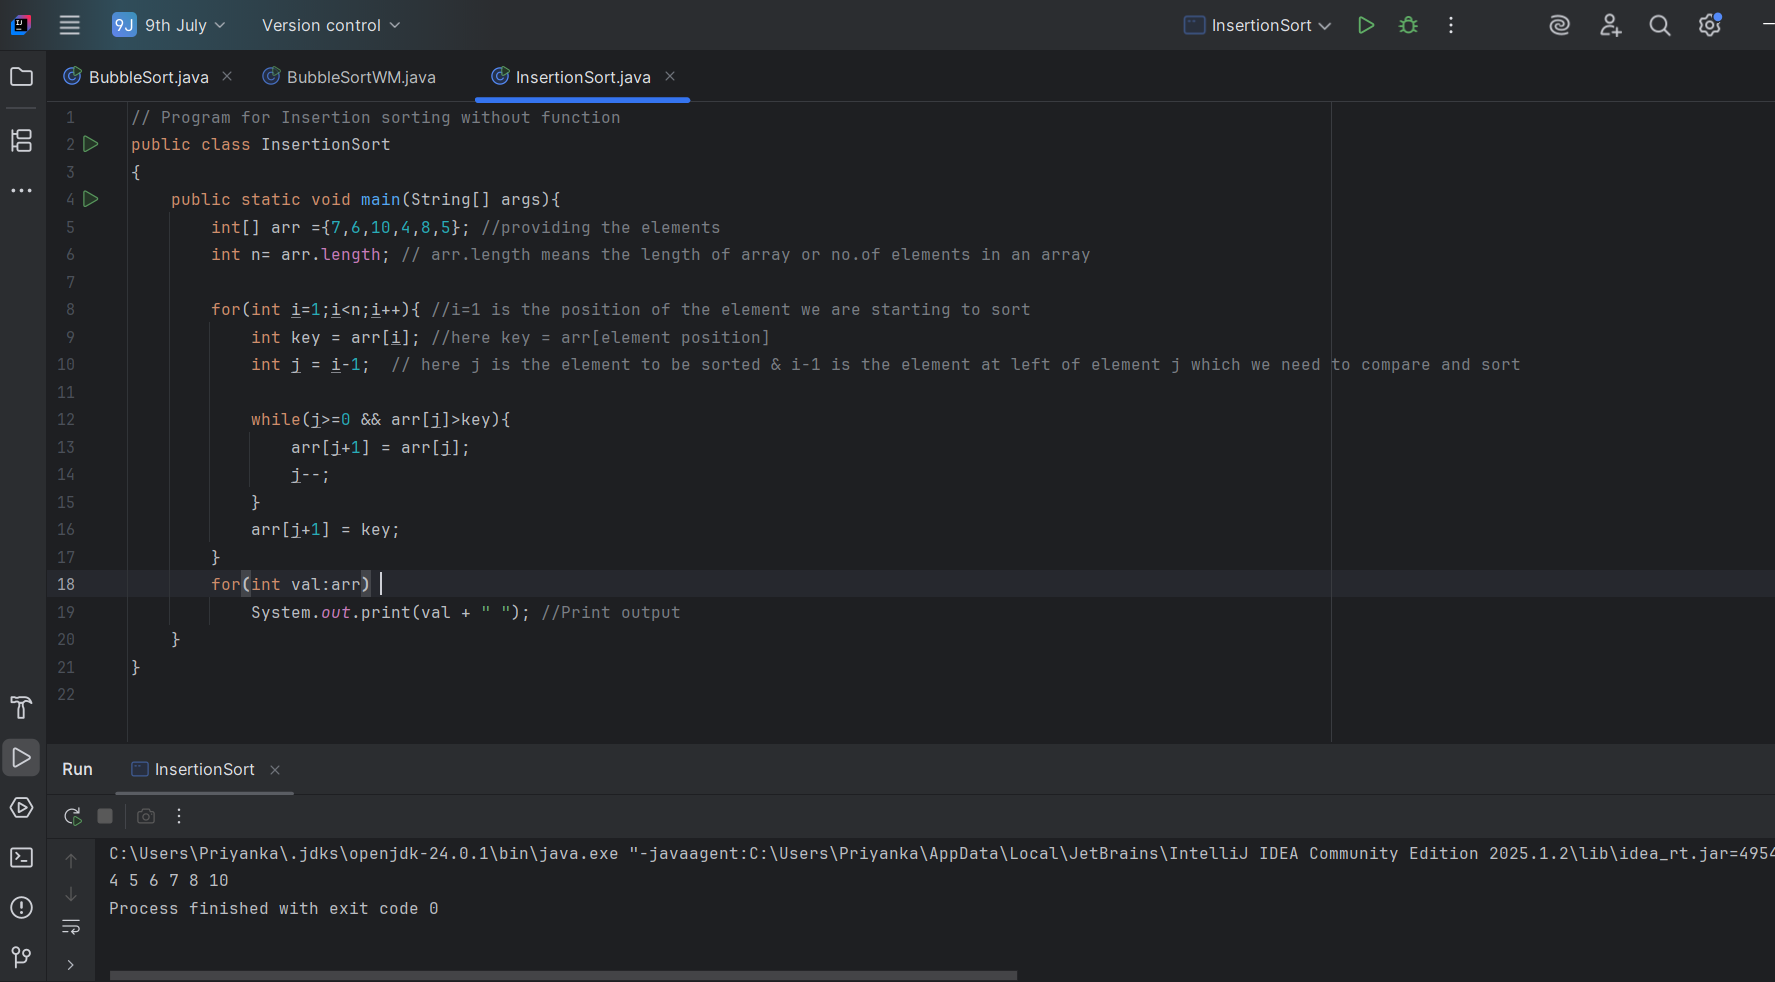 9J 9th July Version control InsertionSort
BubbleSort.java BubbleSortWM.java InsertionSort.java
1 // Program for Insertion sorting without function
2 public class InsertionSort
3 {
4 public static void main(String[] args){
5 int[] arr ={7,6,10,4,8,5}; //providing the elements
6 int n= arr.length; // arr.length means the length of array or no.of elements in an array
7
8 for(int i=1;i<n;i++){ //i=1 is the position of the element we are starting to sort
9 int key = arr[i]; //here key = arr[element position]
10 int j = i-1; // here j is the element to be sorted & i-1 is the element at left of element j which we need to compare and sort
11
12 while(j>=0 && arr[j]>key){
13 arr[j+1] = arr[j];
14 j--;
15 }
16 arr[j+1] = key;
17 }
18 for(int val:arr)
19 System.out.print(val + " "); //Print output
20 }
21 }
22
Run InsertionSort
C:\Users\Priyanka\.jdks\openjdk-24.0.1\bin\java.exe "-javaagent:C:\Users\Priyanka\AppData\Local\JetBrains\IntelliJ IDEA Community Edition 2025.1.2\lib\idea_rt.jar=4954
4 5 6 7 8 10
Process finished with exit code 0